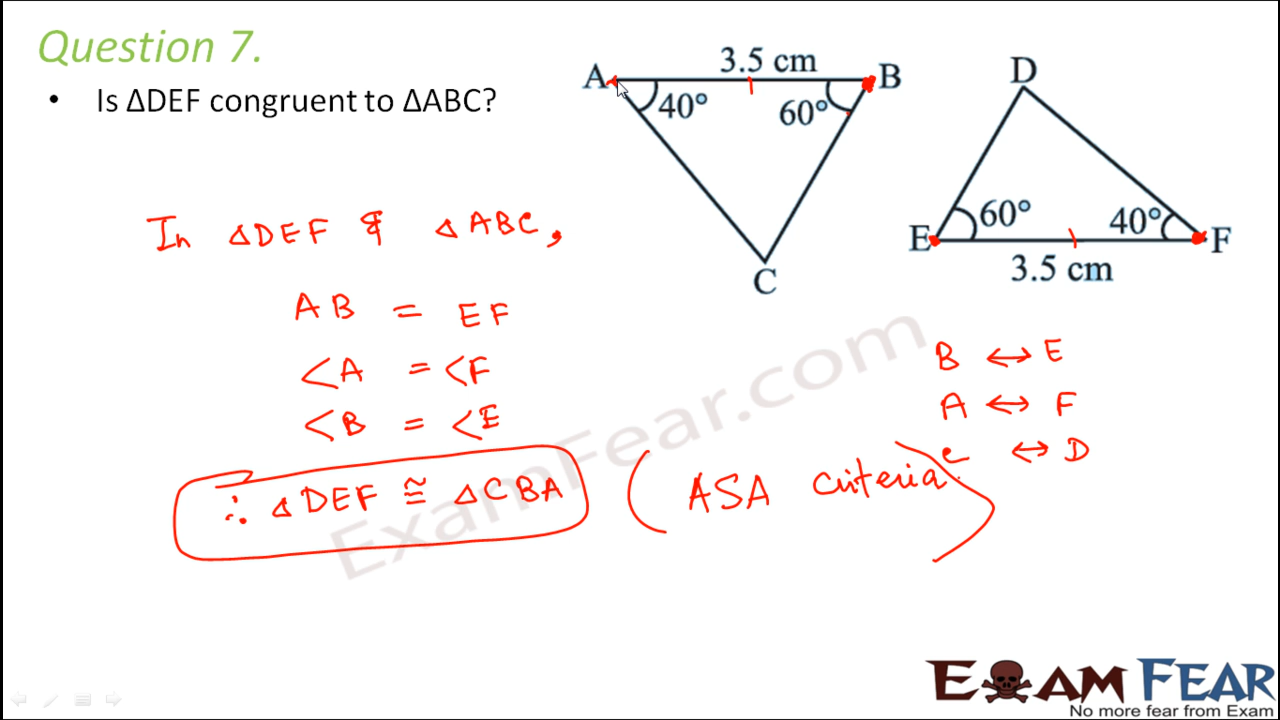 Question 7.
• Is ΔDEF congruent to ΔABC?
A 3.5 cm B
40° 60°
C
D
60° 40°
E F
3.5 cm
In ΔDEF & ΔABC,
AB = EF
<A = <F
<B = <E
∴ ΔDEF ≅ ΔCBA (ASA criteria)
B ↔ E
A ↔ F
C ↔ D
ExamFear.com
EXAM FEAR
No more fear from Exam